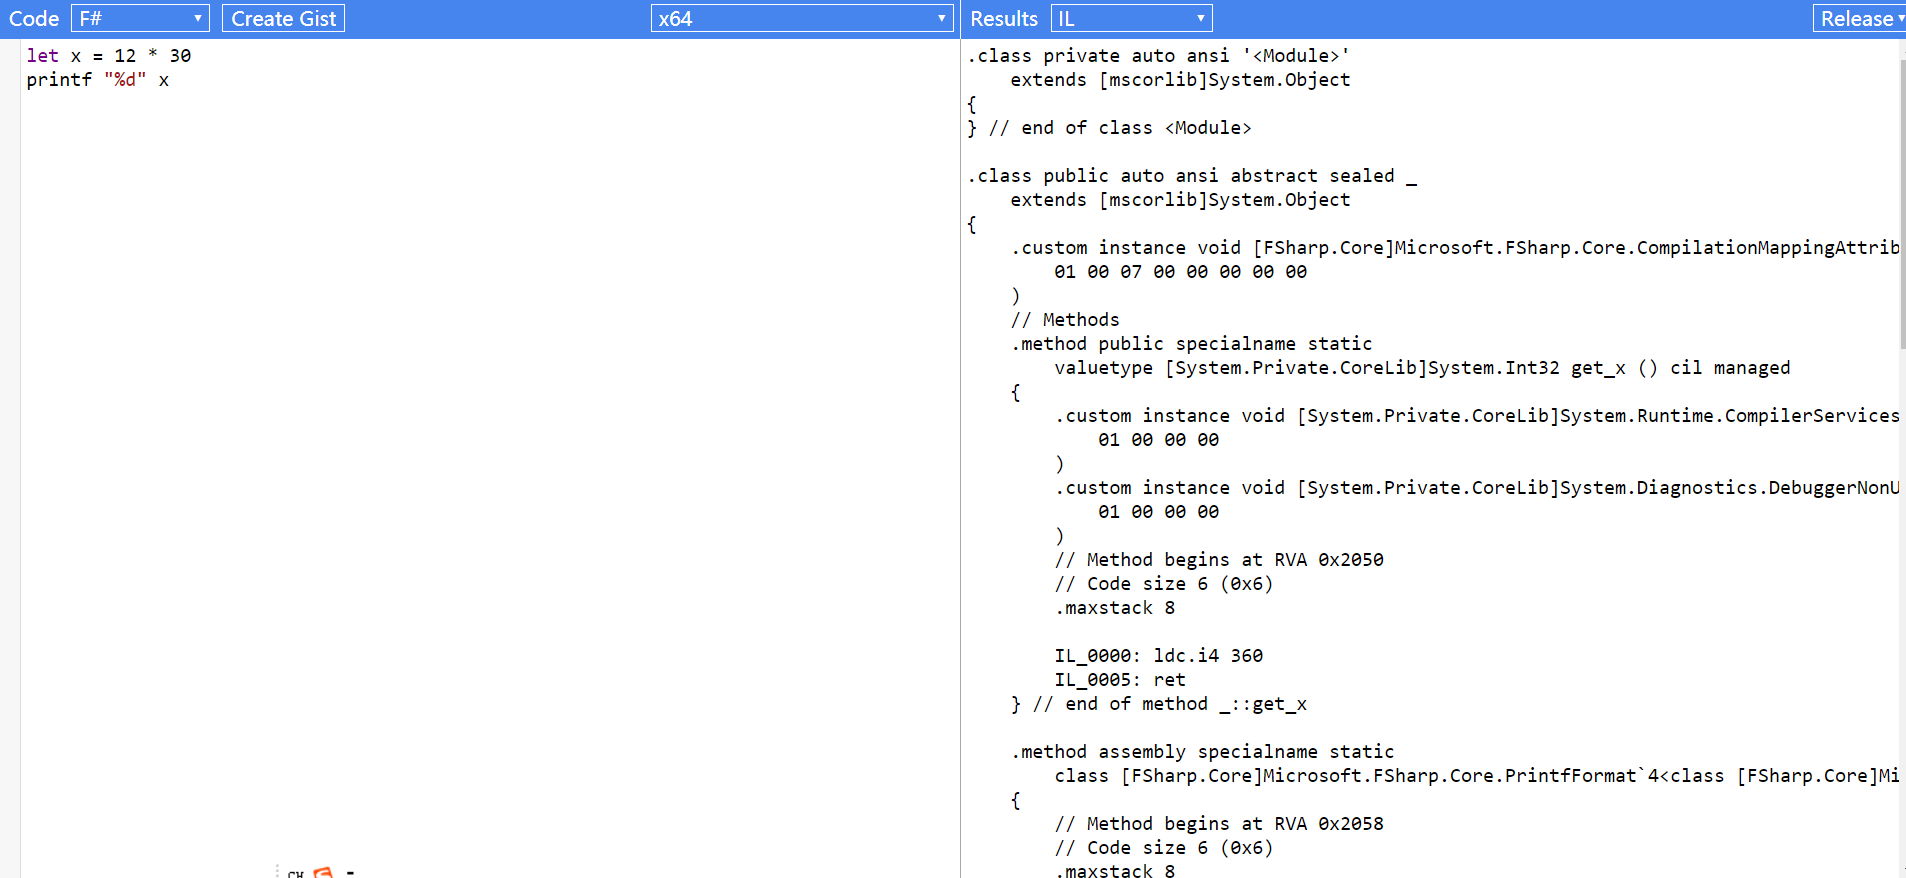 Code F# Create Gist x64 Results IL Release
let x = 12 * 30
printf "%d" x
.class private auto ansi '<Module>'
    extends [mscorlib]System.Object
{
} // end of class <Module>
.class public auto ansi abstract sealed _
    extends [mscorlib]System.Object
{
    .custom instance void [FSharp.Core]Microsoft.FSharp.Core.CompilationMappingAttrib
        01 00 07 00 00 00 00 00
    )
    // Methods
    .method public specialname static
        valuetype [System.Private.CoreLib]System.Int32 get_x () cil managed
    {
        .custom instance void [System.Private.CoreLib]System.Runtime.CompilerServices
            01 00 00 00
        )
        .custom instance void [System.Private.CoreLib]System.Diagnostics.DebuggerNonU
            01 00 00 00
        )
        // Method begins at RVA 0x2050
        // Code size 6 (0x6)
        .maxstack 8
        IL_0000: ldc.i4 360
        IL_0005: ret
    } // end of method _::get_x
    .method assembly specialname static
        class [FSharp.Core]Microsoft.FSharp.Core.PrintfFormat`4<class [FSharp.Core]Mi
    {
        // Method begins at RVA 0x2058
        // Code size 6 (0x6)
        .maxstack 8